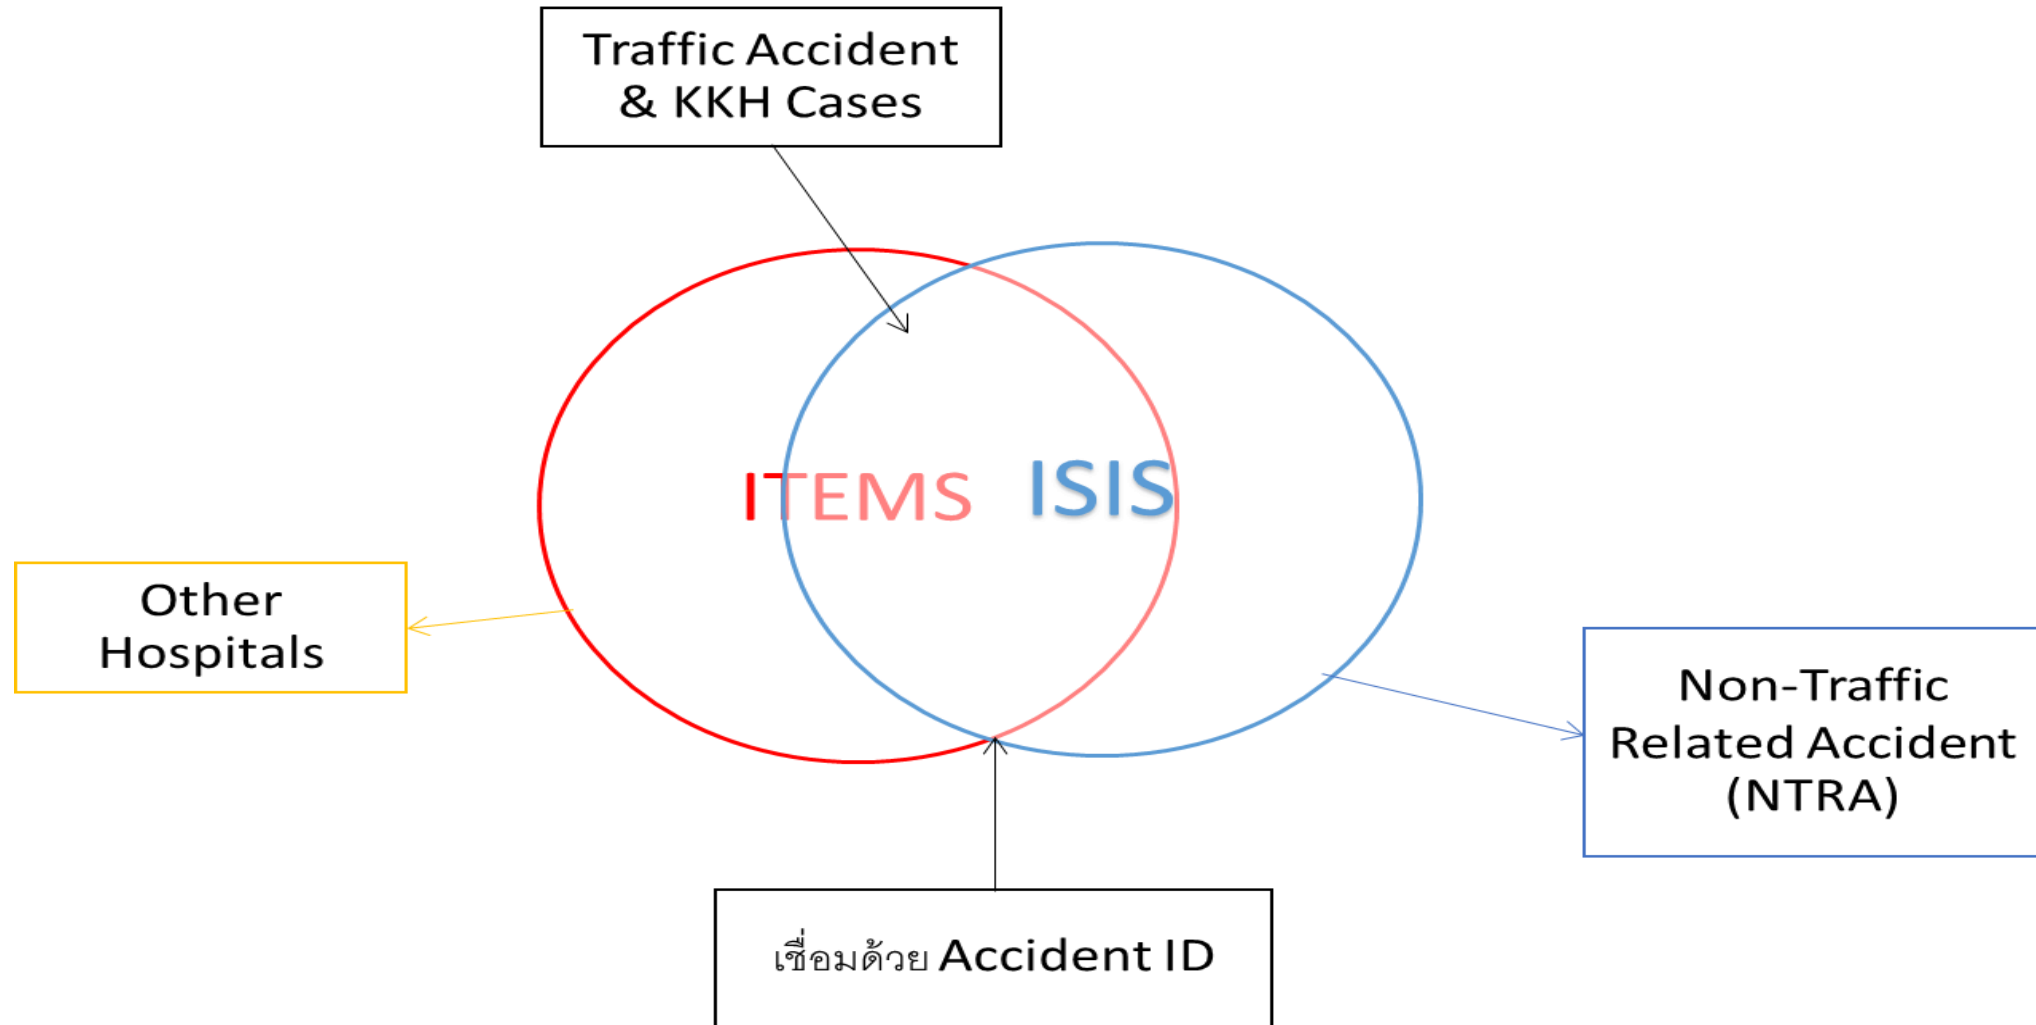 Traffic Accident
& KKH Cases
ITEMS
ISIS
Other
Hospitals
Non-Traffic
Related Accident
(NTRA)
เชื่อมด้วย Accident ID